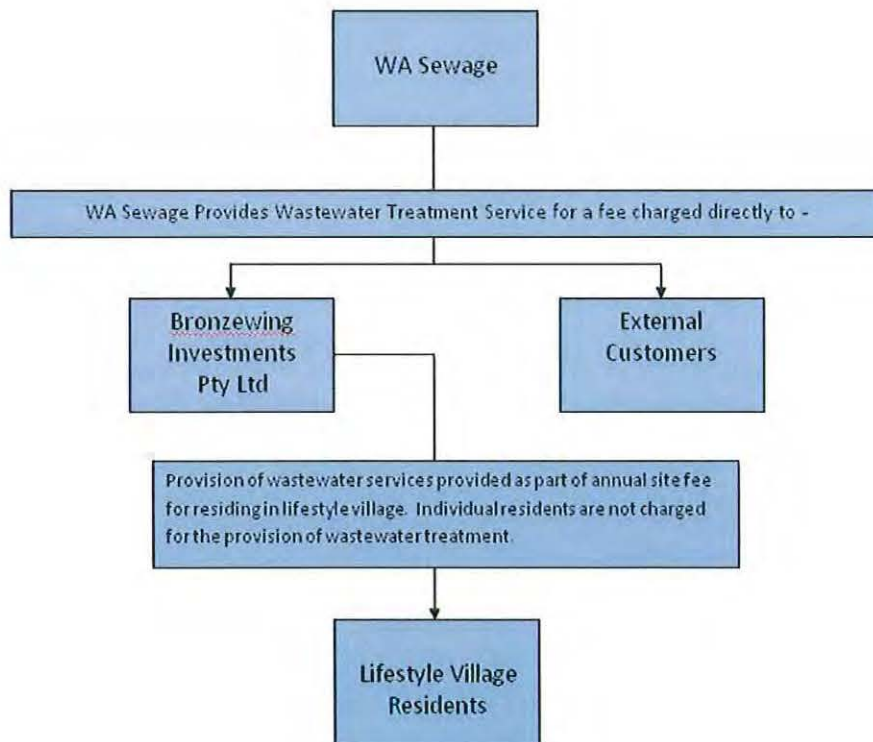 WA Sewage
WA Sewage Provides Wastewater Treatment Service for a fee charged directly to -
Bronzewing
Investments
Pty Ltd
External
Customers
Provision of wastewater services provided as part of annual site fee
for residing in lifestyle village. Individual residents are not charged
for the provision of wastewater treatment.
Lifestyle Village
Residents